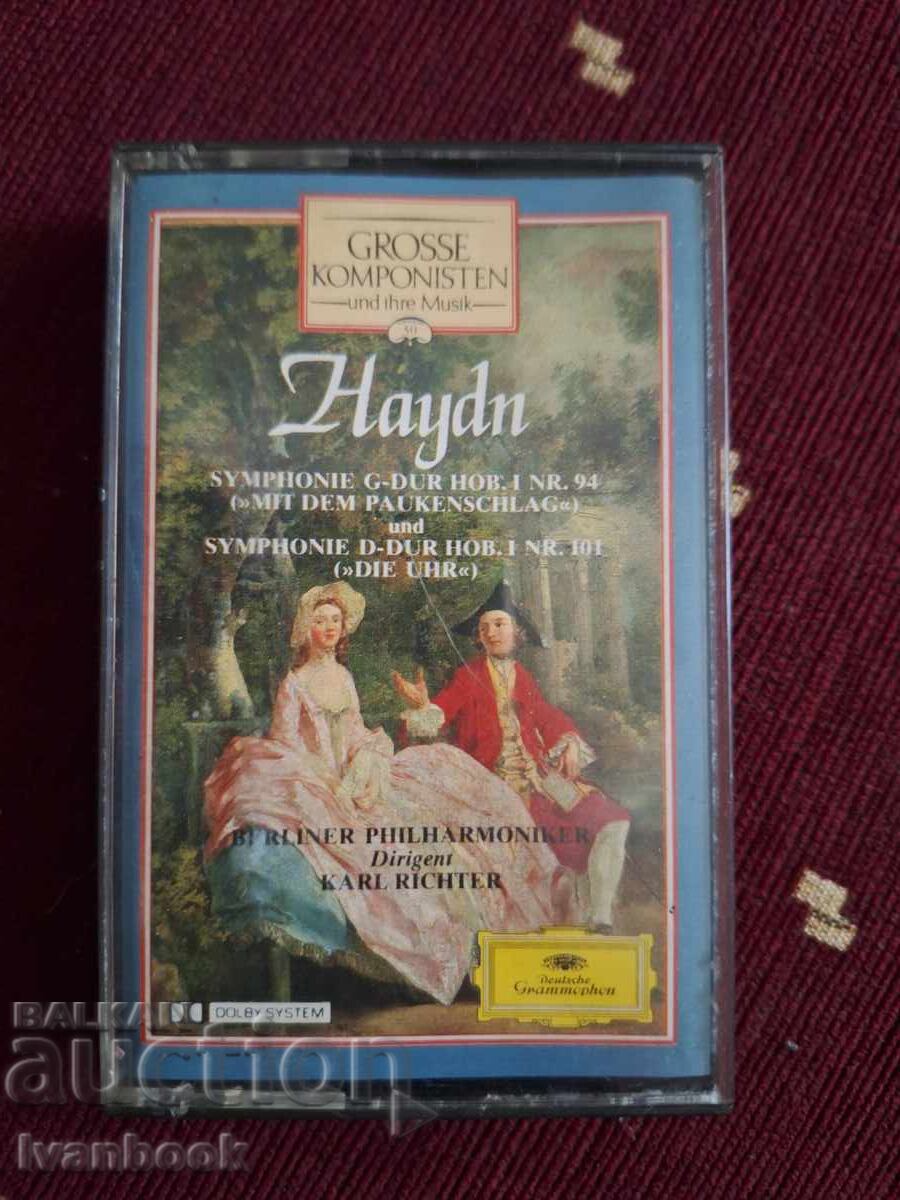 GROSSE
KOMPONISTEN
und ihre Musik
Haydn
SYMPHONIE G-DUR HOB. I NR. 94
(»MIT DEM PAUKENSCHLAG«)
und
SYMPHONIE D-DUR HOB. I NR. 101
(»DIE UHR«)
BERLINER PHILHARMONIKER
Dirigent
KARL RICHTER
Deutsche
Grammophon
DOLBY SYSTEM
BALKAN
auction
Ivanbook